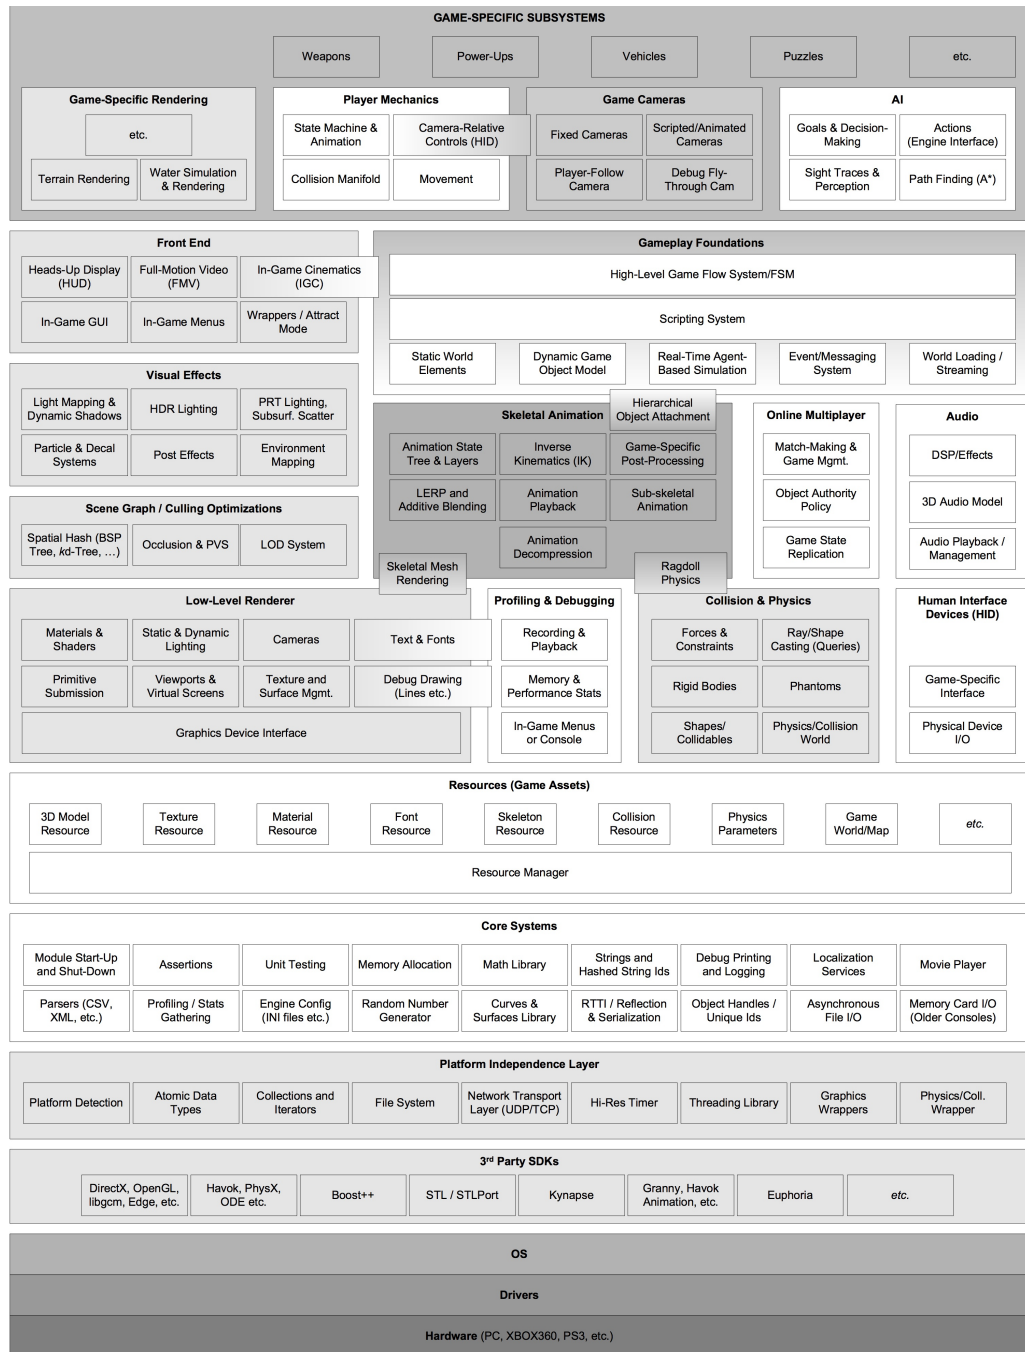 GAME-SPECIFIC SUBSYSTEMS
Weapons
Power-Ups
Vehicles
Puzzles
etc.
Game-Specific Rendering
etc.
Terrain Rendering
Water Simulation
& Rendering
Player Mechanics
State Machine &
Animation
Camera-Relative
Controls (HID)
Collision Manifold
Movement
Game Cameras
Fixed Cameras
Scripted/Animated
Cameras
Player-Follow
Camera
Debug Fly-
Through Cam
AI
Goals & Decision-
Making
Actions
(Engine Interface)
Sight Traces &
Perception
Path Finding (A*)
Front End
Heads-Up Display
(HUD)
Full-Motion Video
(FMV)
In-Game Cinematics
(IGC)
In-Game GUI
In-Game Menus
Wrappers / Attract
Mode
Gameplay Foundations
High-Level Game Flow System/FSM
Scripting System
Static World
Elements
Dynamic Game
Object Model
Real-Time Agent-
Based Simulation
Event/Messaging
System
World Loading /
Streaming
Visual Effects
Light Mapping &
Dynamic Shadows
HDR Lighting
PRT Lighting,
Subsurf. Scatter
Particle & Decal
Systems
Post Effects
Environment
Mapping
Skeletal Animation
Hierarchical
Object Attachment
Animation State
Tree & Layers
Inverse
Kinematics (IK)
Game-Specific
Post-Processing
LERP and
Additive Blending
Animation
Playback
Sub-skeletal
Animation
Animation
Decompression
Skeletal Mesh
Rendering
Ragdoll
Physics
Online Multiplayer
Match-Making &
Game Mgmt.
Object Authority
Policy
Game State
Replication
Audio
DSP/Effects
3D Audio Model
Audio Playback /
Management
Scene Graph / Culling Optimizations
Spatial Hash (BSP
Tree, kd-Tree, …)
Occlusion & PVS
LOD System
Low-Level Renderer
Materials &
Shaders
Static & Dynamic
Lighting
Cameras
Text & Fonts
Primitive
Submission
Viewports &
Virtual Screens
Texture and
Surface Mgmt.
Debug Drawing
(Lines etc.)
Graphics Device Interface
Profiling & Debugging
Recording &
Playback
Memory &
Performance Stats
In-Game Menus
or Console
Collision & Physics
Forces &
Constraints
Ray/Shape
Casting (Queries)
Rigid Bodies
Phantoms
Shapes/
Collidables
Physics/Collision
World
Human Interface
Devices (HID)
Game-Specific
Interface
Physical Device
I/O
Resources (Game Assets)
3D Model
Resource
Texture
Resource
Material
Resource
Font
Resource
Skeleton
Resource
Collision
Resource
Physics
Parameters
Game
World/Map
etc.
Resource Manager
Core Systems
Module Start-Up
and Shut-Down
Assertions
Unit Testing
Memory Allocation
Math Library
Strings and
Hashed String Ids
Debug Printing
and Logging
Localization
Services
Movie Player
Parsers (CSV,
XML, etc.)
Profiling / Stats
Gathering
Engine Config
(INI files etc.)
Random Number
Generator
Curves &
Surfaces Library
RTTI / Reflection
& Serialization
Object Handles /
Unique Ids
Asynchronous
File I/O
Memory Card I/O
(Older Consoles)
Platform Independence Layer
Platform Detection
Atomic Data
Types
Collections and
Iterators
File System
Network Transport
Layer (UDP/TCP)
Hi-Res Timer
Threading Library
Graphics
Wrappers
Physics/Coll.
Wrapper
3rd Party SDKs
DirectX, OpenGL,
libgcm, Edge, etc.
Havok, PhysX,
ODE etc.
Boost++
STL / STLPort
Kynapse
Granny, Havok
Animation, etc.
Euphoria
etc.
OS
Drivers
Hardware (PC, XBOX360, PS3, etc.)